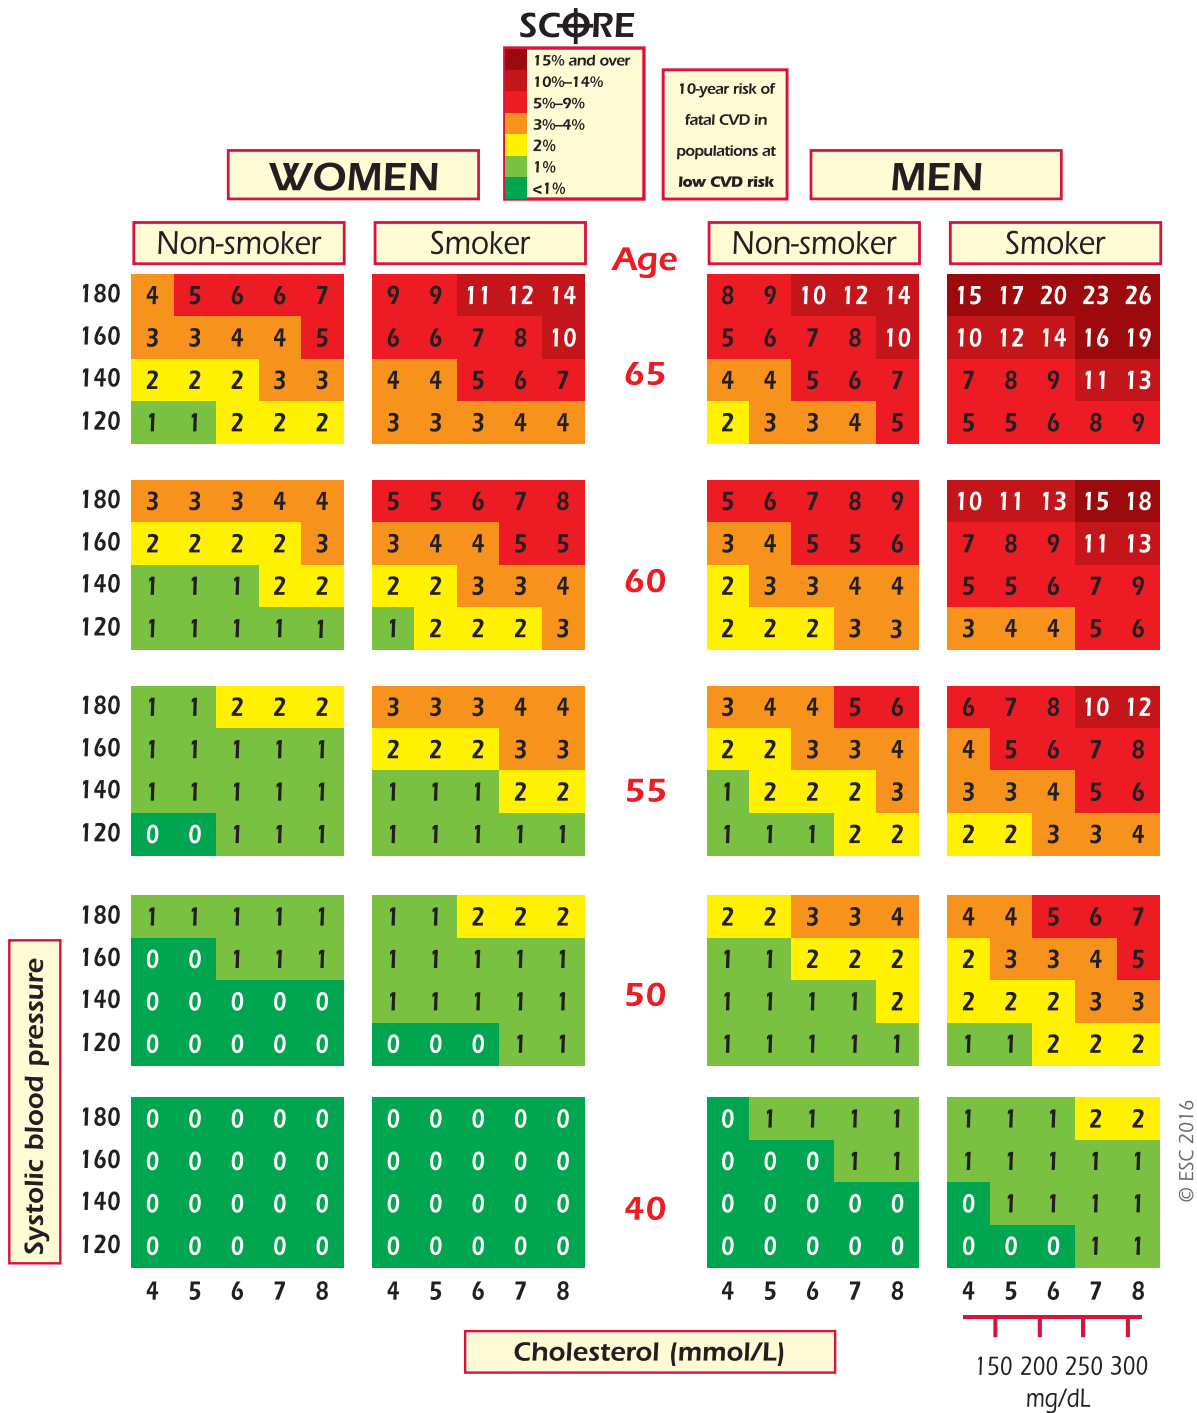 SCORE
15% and over
10%–14%
5%–9%
3%–4%
2%
1%
<1%
10-year risk of
fatal CVD in
populations at
low CVD risk
WOMEN
MEN
Non-smoker Smoker Age Non-smoker Smoker
180 4 5 6 6 7 9 9 11 12 14 8 9 10 12 14 15 17 20 23 26
160 3 3 4 4 5 6 6 7 8 10 5 6 7 8 10 10 12 14 16 19
65
140 2 2 2 3 3 4 4 5 6 7 4 4 5 6 7 7 8 9 11 13
120 1 1 2 2 2 3 3 3 4 4 2 3 3 4 5 5 5 6 8 9
180 3 3 3 4 4 5 5 6 7 8 5 6 7 8 9 10 11 13 15 18
160 2 2 2 2 3 3 4 4 5 5 3 4 5 5 6 7 8 9 11 13
60
140 1 1 1 2 2 2 2 3 3 4 2 3 3 4 4 5 5 6 7 9
120 1 1 1 1 1 1 2 2 2 3 2 2 2 3 3 3 4 4 5 6
180 1 1 2 2 2 3 3 3 4 4 3 4 4 5 6 6 7 8 10 12
160 1 1 1 1 1 2 2 2 3 3 2 2 3 3 4 4 5 6 7 8
55
140 1 1 1 1 1 1 1 1 2 2 1 2 2 2 3 3 3 4 5 6
120 0 0 1 1 1 1 1 1 1 1 1 1 1 2 2 2 2 3 3 4
180 1 1 1 1 1 1 1 2 2 2 2 2 3 3 4 4 4 5 6 7
160 0 0 1 1 1 1 1 1 1 1 1 1 2 2 2 2 3 3 4 5
50
140 0 0 0 0 0 1 1 1 1 1 1 1 1 1 2 2 2 2 3 3
120 0 0 0 0 0 0 0 0 1 1 1 1 1 1 1 1 1 2 2 2
180 0 0 0 0 0 0 0 0 0 0 0 1 1 1 1 1 1 1 2 2
160 0 0 0 0 0 0 0 0 0 0 0 0 0 1 1 1 1 1 1 1
40
140 0 0 0 0 0 0 0 0 0 0 0 0 0 0 0 0 1 1 1 1
120 0 0 0 0 0 0 0 0 0 0 0 0 0 0 0 0 0 0 1 1
4 5 6 7 8 4 5 6 7 8 4 5 6 7 8 4 5 6 7 8
Systolic blood pressure
Cholesterol (mmol/L)
150 200 250 300
mg/dL
© ESC 2016